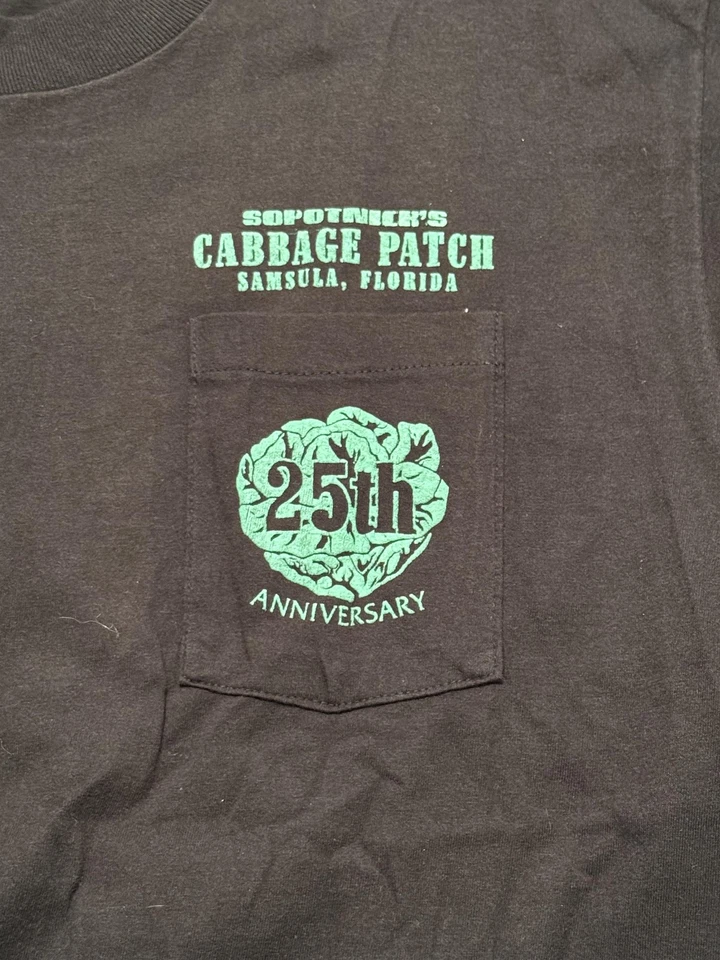 SOPOTNICK'S
CABBAGE PATCH
SAMSULA, FLORIDA
25th
ANNIVERSARY